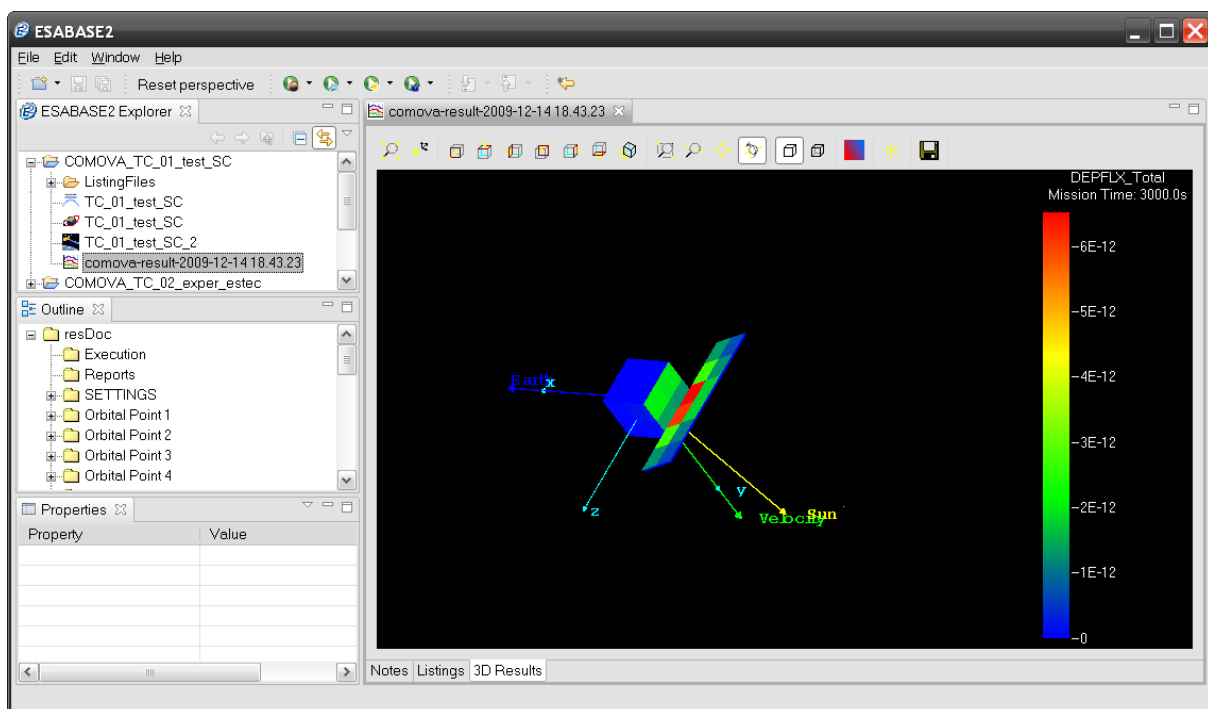 ESABASE2
File Edit Window Help
Reset perspective
ESABASE2 Explorer
COMOVA_TC_01_test_SC
ListingFiles
TC_01_test_SC
TC_01_test_SC
TC_01_test_SC_2
comova-result-2009-12-14 18.43.23
COMOVA_TC_02_exper_estec
Outline
resDoc
Execution
Reports
SETTINGS
Orbital Point 1
Orbital Point 2
Orbital Point 3
Orbital Point 4
Properties
Property Value
comova-result-2009-12-14 18.43.23
DEPFLX_Total
Mission Time: 3000.0s
6E-12
5E-12
4E-12
3E-12
2E-12
1E-12
0
Earth
x
z
y
Velocity
Sun
Notes Listings 3D Results